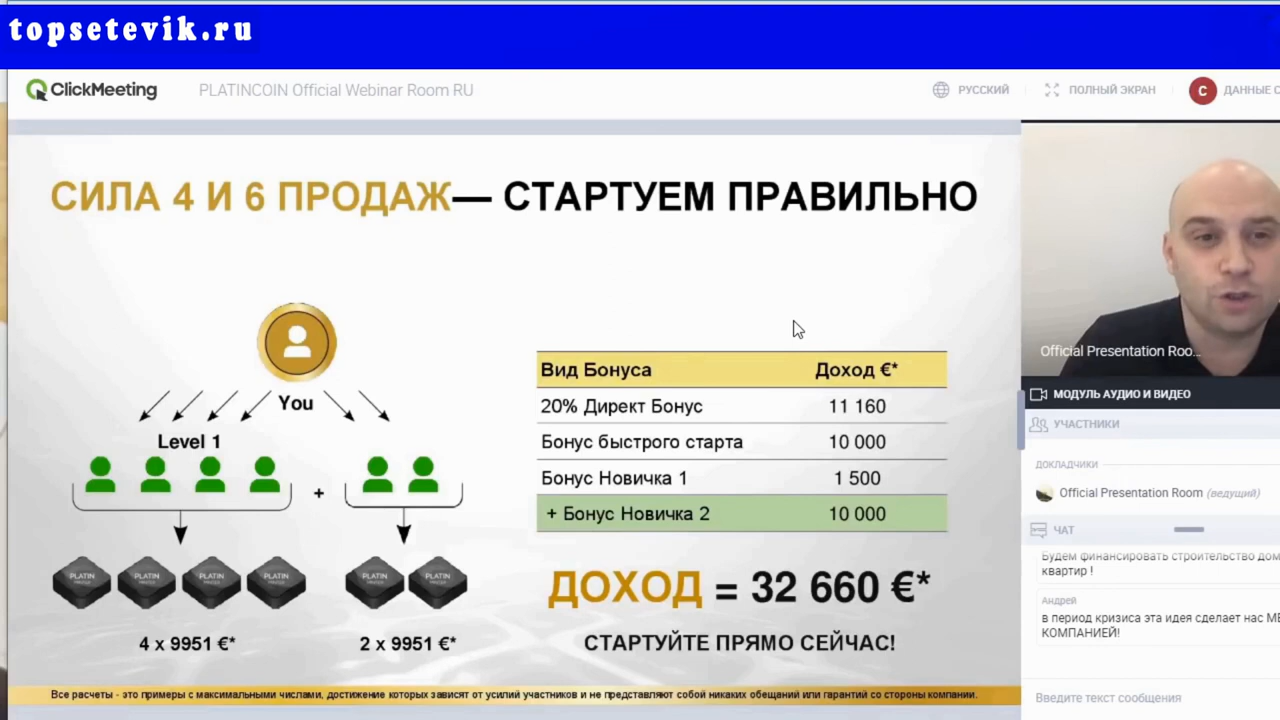 topsetevik.ru
ClickMeeting
PLATINCOIN Official Webinar Room RU
РУССКИЙ
ПОЛНЫЙ ЭКРАН
C
ДАННЫЕ С
СИЛА 4 И 6 ПРОДАЖ— СТАРТУЕМ ПРАВИЛЬНО
You
Level 1
+
PLATIN
PLATIN
PLATIN
PLATIN
PLATIN
PLATIN
4 x 9951 €*
2 x 9951 €*
Вид Бонуса Доход €*
20% Директ Бонус 11 160
Бонус быстрого старта 10 000
Бонус Новичка 1 1 500
+ Бонус Новичка 2 10 000
ДОХОД = 32 660 €*
СТАРТУЙТЕ ПРЯМО СЕЙЧАС!
Все расчеты - это примеры с максимальными числами, достижение которых зависят от усилий участников и не представляют собой никаких обещаний или гарантий со стороны компании.
Official Presentation Roo...
МОДУЛЬ АУДИО И ВИДЕО
УЧАСТНИКИ
ДОКЛАДЧИКИ
Official Presentation Room (ведущий)
ЧАТ
Будем финансировать строительство дом
квартир !
Андрей
в период кризиса эта идея сделает нас МЕ
КОМПАНИЕЙ!
Введите текст сообщения